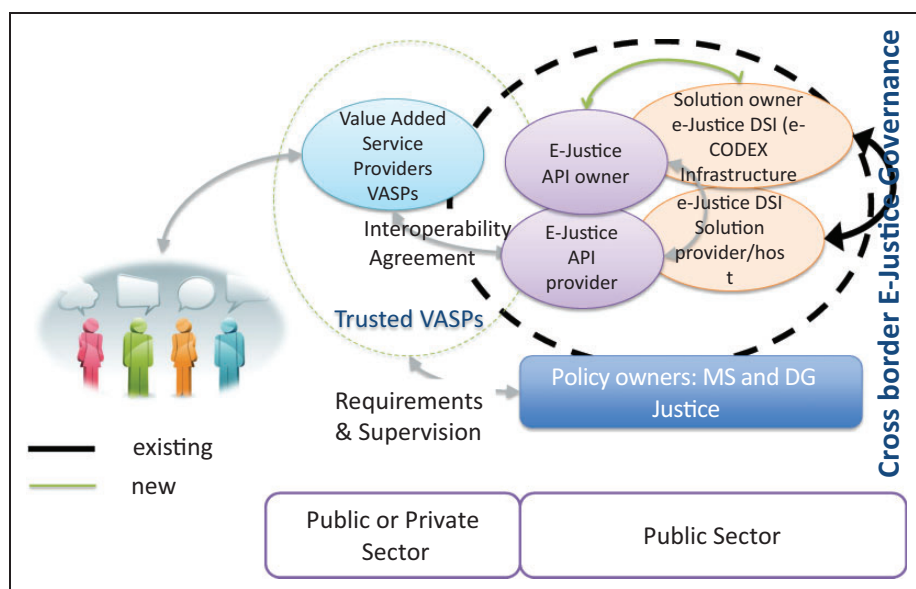 Value Added
Service
Providers
VASPs
E-Justice
API owner
Solution owner
e-Justice DSI (e-
CODEX
Infrastructure
e-Justice DSI
Solution
provider/hos
t
E-Justice
API
provider
Interoperability
Agreement
Trusted VASPs
Cross border E-Justice Governance
Policy owners: MS and DG
Justice
Requirements
& Supervision
existing
new
Public or Private
Sector
Public Sector